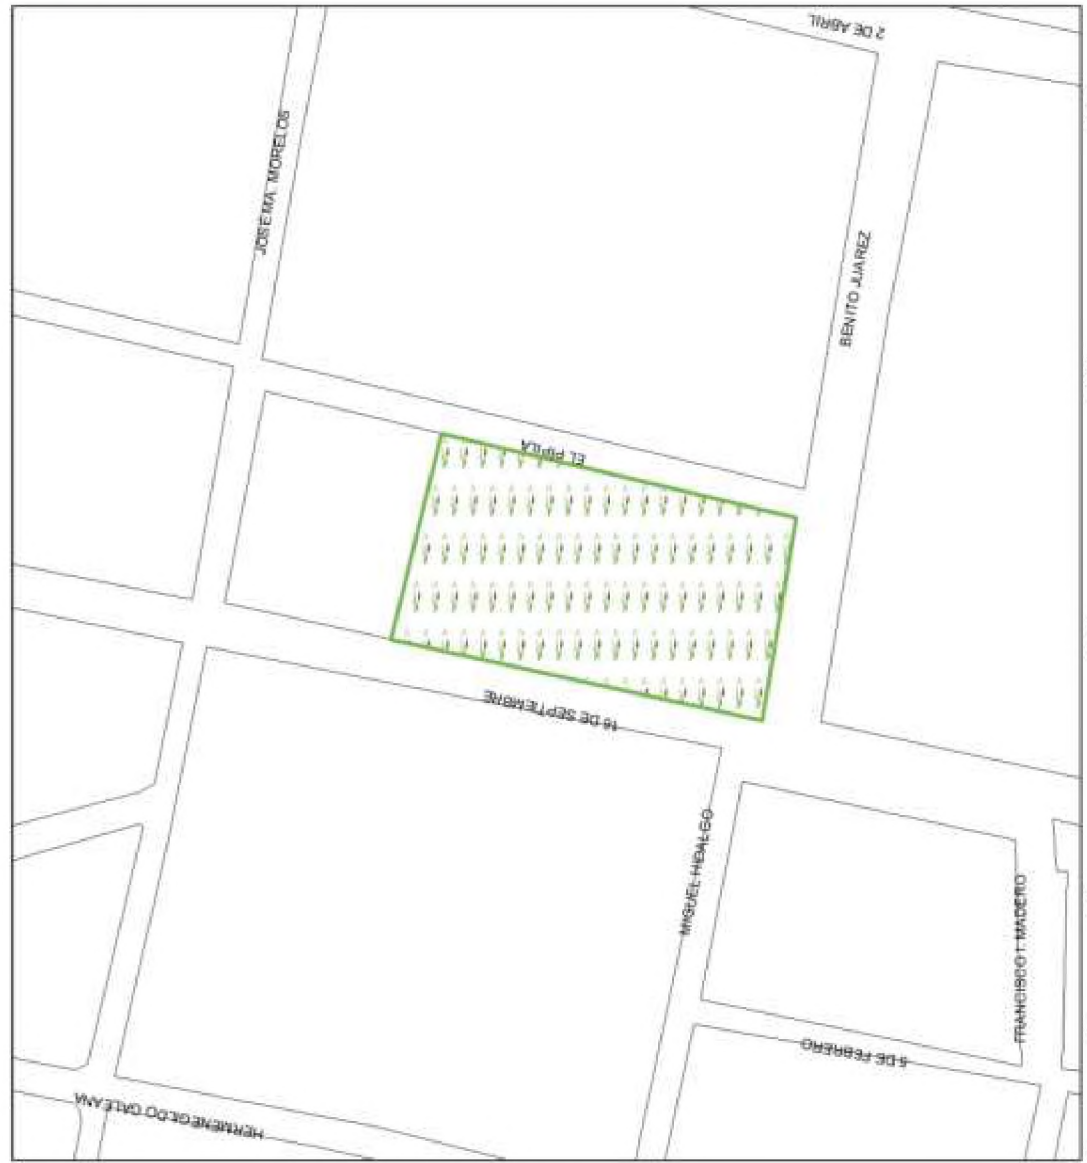 2 DE ABRIL
JOSE MA. MORELOS
BENITO JUAREZ
EL PIPILA
16 DE SEPTIEMBRE
MIGUEL HIDALGO
FRANCISCO I. MADERO
5 DE FEBRERO
HERMENEGILDO GALEANA